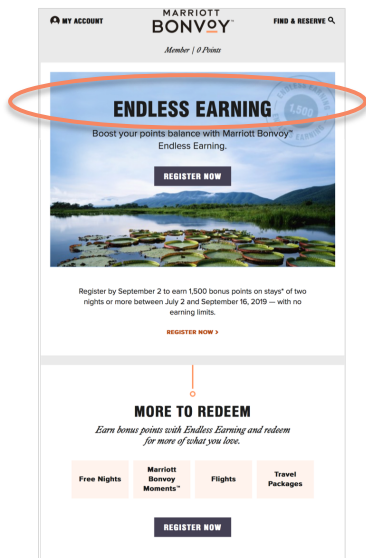 MY ACCOUNT
MARRIOTT
BONVOY™
FIND & RESERVE
Member | 0 Points
ENDLESS EARNING
1,500
Boost your points balance with Marriott Bonvoy™
Endless Earning.
REGISTER NOW
Register by September 2 to earn 1,500 bonus points on stays* of two
nights or more between July 2 and September 16, 2019 — with no
earning limits.
REGISTER NOW >
MORE TO REDEEM
Earn bonus points with Endless Earning and redeem
for more of what you love.
Free Nights
Marriott
Bonvoy
Moments™
Flights
Travel
Packages
REGISTER NOW